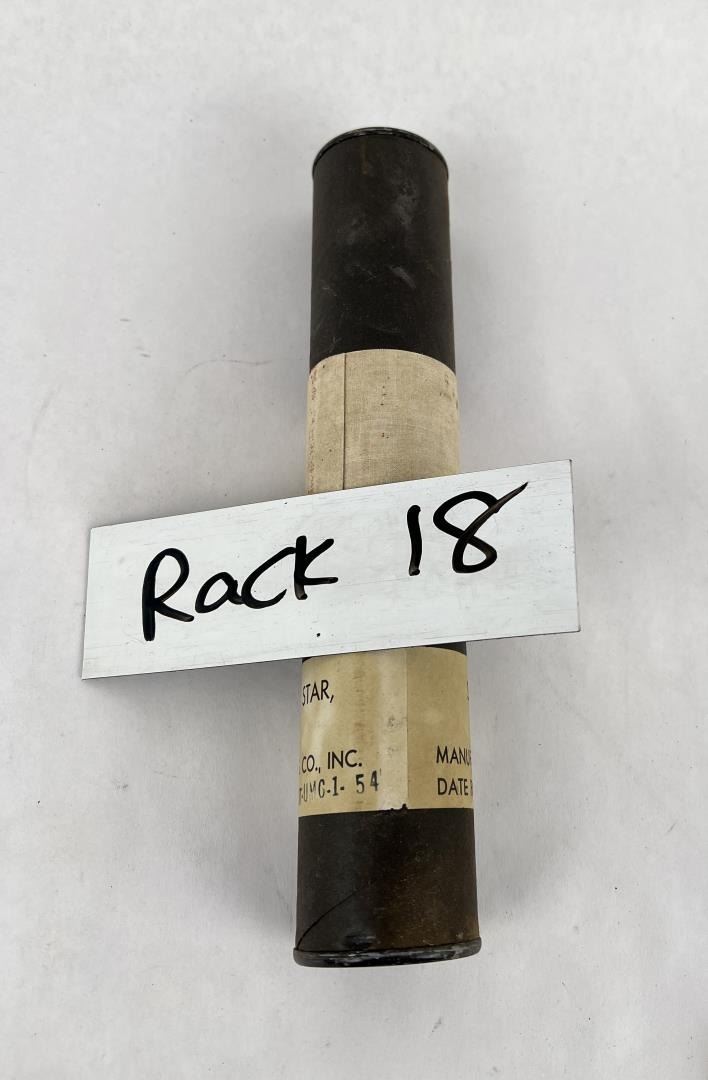 Rack 18
STAR,
CO., INC.
MANU
UMC-1-54
DATE